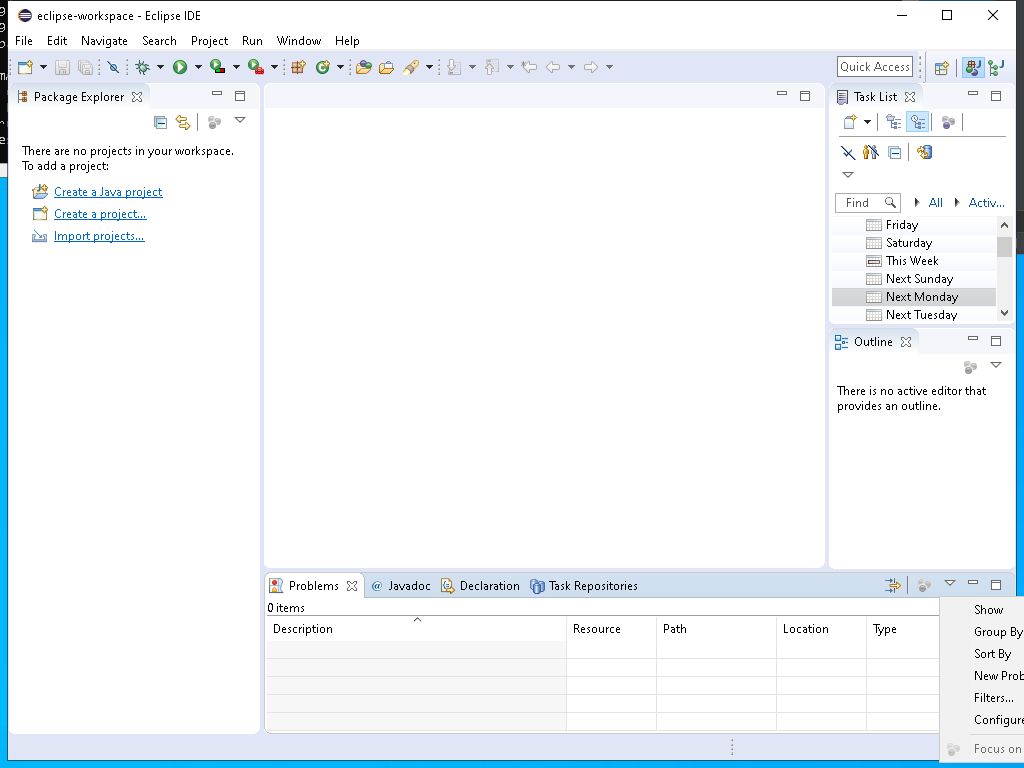 eclipse-workspace - Eclipse IDE
File Edit Navigate Search Project Run Window Help
Quick Access
Package Explorer
There are no projects in your workspace.
To add a project:
Create a Java project
Create a project...
Import projects...
Task List
Find All Activ...
Friday
Saturday
This Week
Next Sunday
Next Monday
Next Tuesday
Outline
There is no active editor that
provides an outline.
Problems @ Javadoc Declaration Task Repositories
0 items
Description Resource Path Location Type
Show
Group By
Sort By
New Prob
Filters...
Configure
Focus on